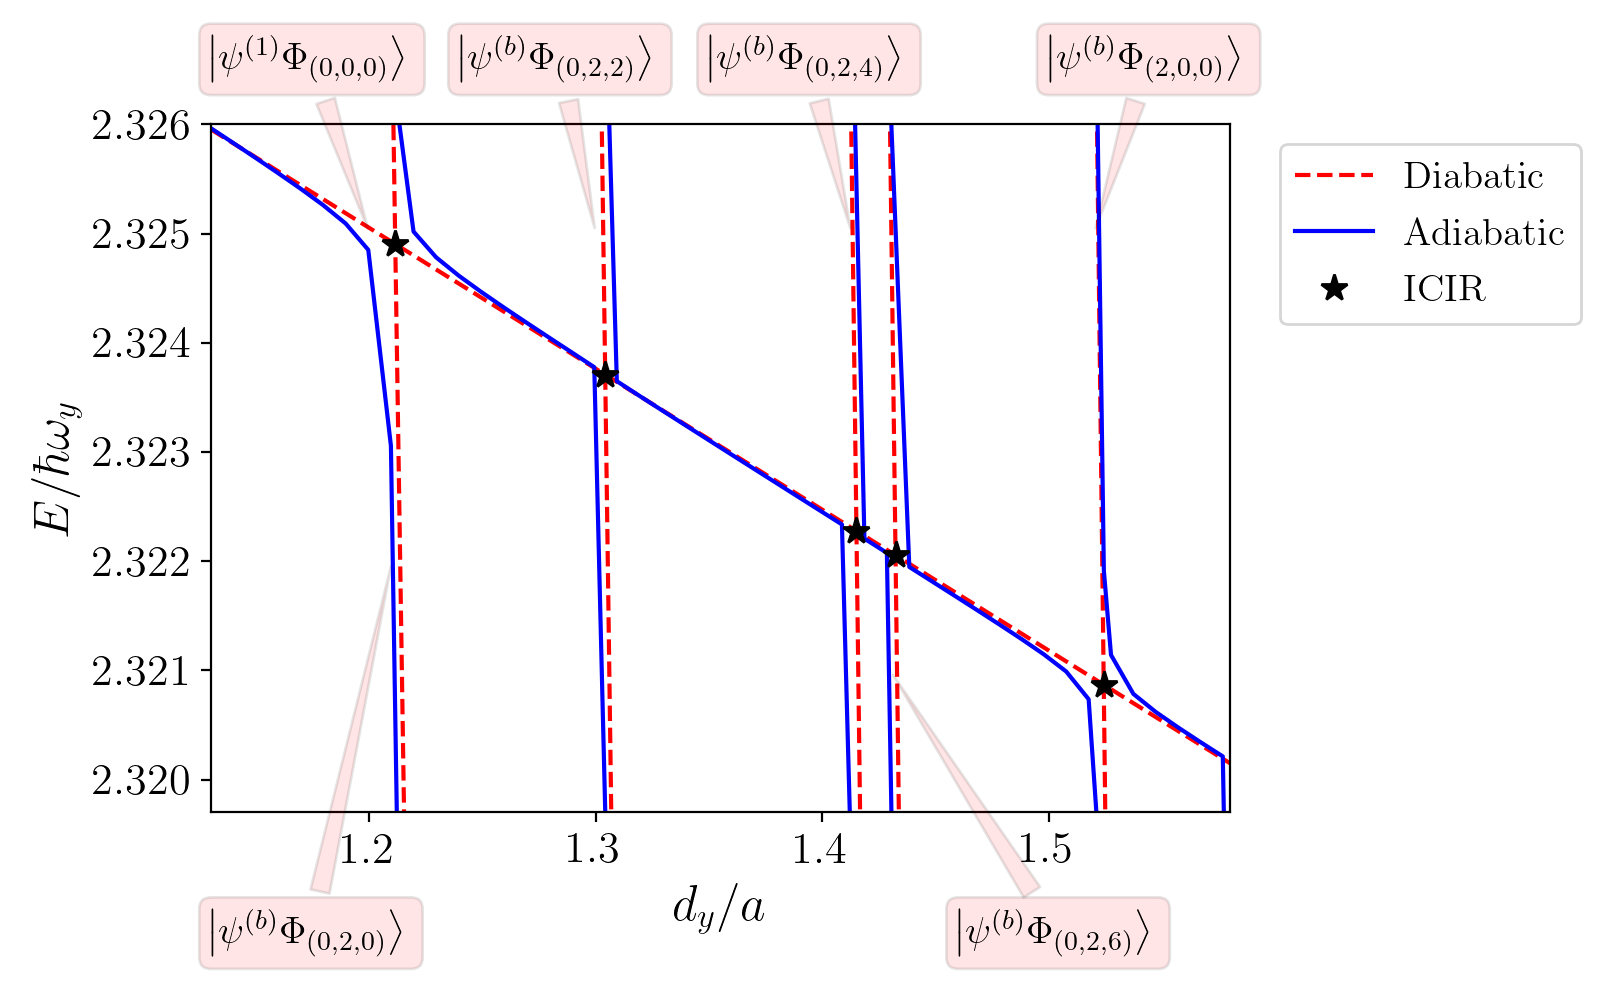 |ψ^(1)Φ_(0,0,0)⟩ |ψ^(b)Φ_(0,2,2)⟩ |ψ^(b)Φ_(0,2,4)⟩ |ψ^(b)Φ_(2,0,0)⟩
2.326
2.325
2.324
2.323
2.322
2.321
2.320
E/ħω_y
1.2 1.3 1.4 1.5
d_y/a
Diabatic
Adiabatic
ICIR
|ψ^(b)Φ_(0,2,0)⟩ |ψ^(b)Φ_(0,2,6)⟩